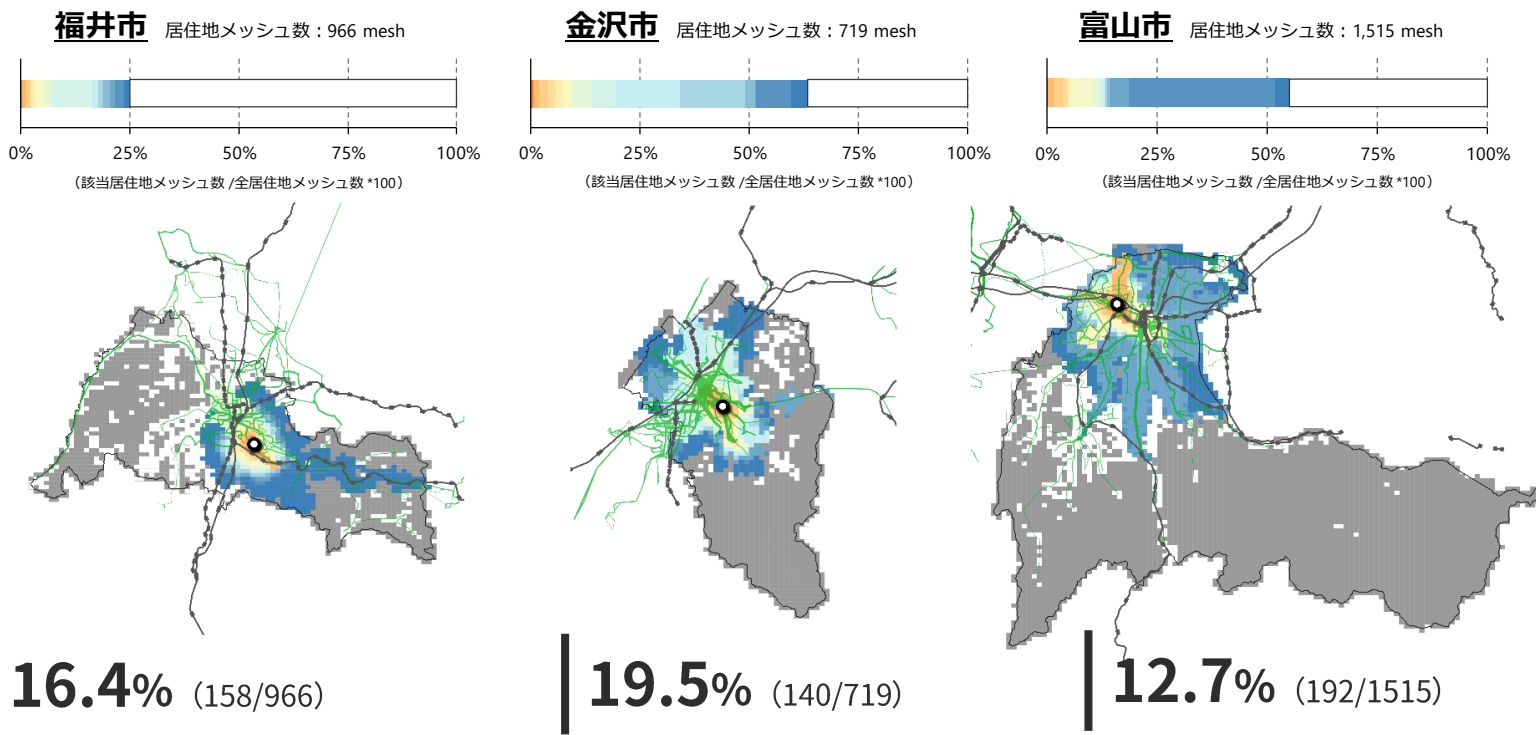 福井市 居住地メッシュ数:966 mesh
0% 25% 50% 75% 100%
(該当居住地メッシュ数 /全居住地メッシュ数 *100)
16.4% (158/966)
金沢市 居住地メッシュ数:719 mesh
0% 25% 50% 75% 100%
(該当居住地メッシュ数 /全居住地メッシュ数 *100)
19.5% (140/719)
富山市 居住地メッシュ数:1,515 mesh
0% 25% 50% 75% 100%
(該当居住地メッシュ数 /全居住地メッシュ数 *100)
12.7% (192/1515)